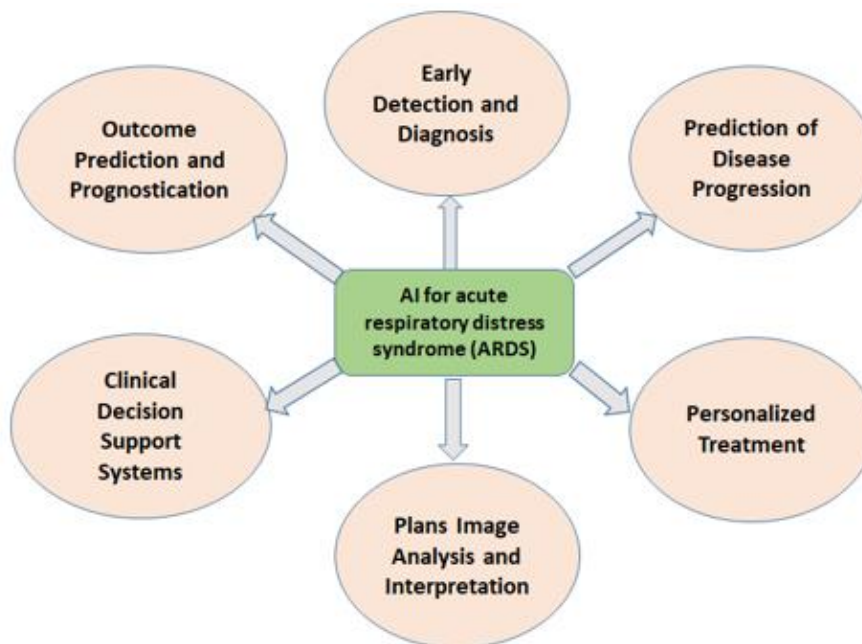 Early
Detection and
Diagnosis
Outcome
Prediction and
Prognostication
Prediction of
Disease
Progression
AI for acute
respiratory distress
syndrome (ARDS)
Clinical
Decision
Support
Systems
Personalized
Treatment
Plans Image
Analysis and
Interpretation